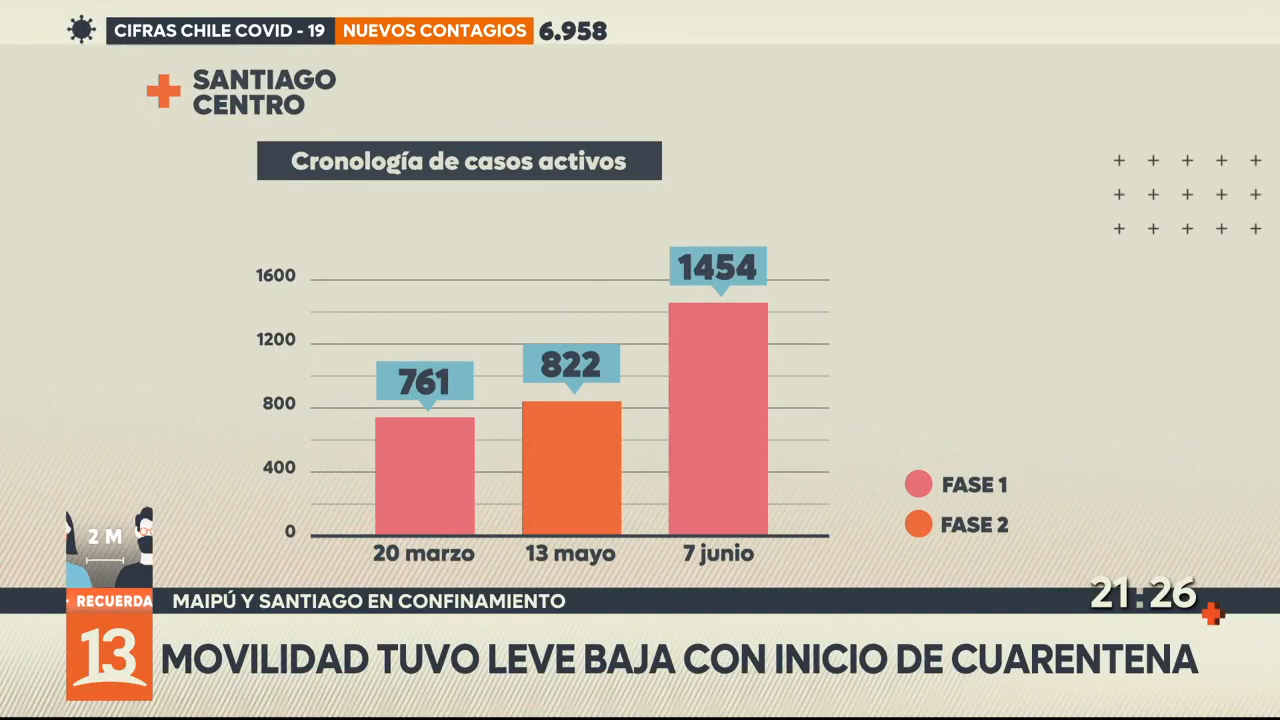 CIFRAS CHILE COVID - 19 NUEVOS CONTAGIOS 6.958
SANTIAGO
CENTRO
Cronología de casos activos
1600
1200
800
400
0
761
822
1454
20 marzo 13 mayo 7 junio
FASE 1
FASE 2
2 M
RECUERDA
MAIPÚ Y SANTIAGO EN CONFINAMIENTO
21:26
13
MOVILIDAD TUVO LEVE BAJA CON INICIO DE CUARENTENA